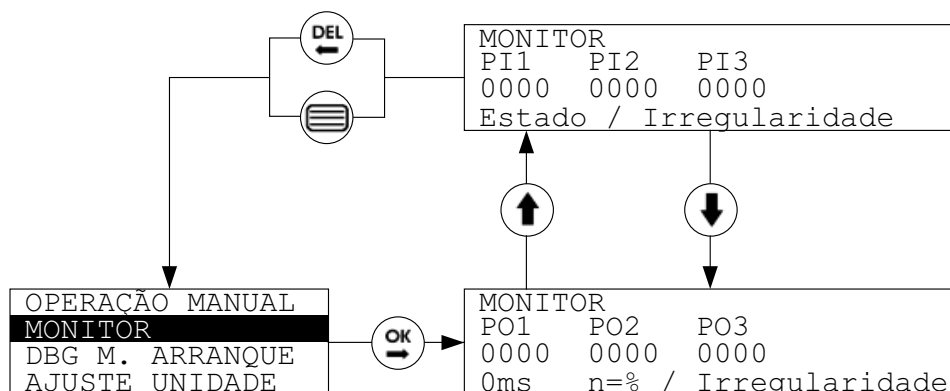 DEL
MONITOR
PI1 PI2 PI3
0000 0000 0000
Estado / Irregularidade
OPERAÇÃO MANUAL
MONITOR
DBG M. ARRANQUE
AJUSTE UNIDADE
OK
MONITOR
PO1 PO2 PO3
0000 0000 0000
0ms n=% / Irregularidade